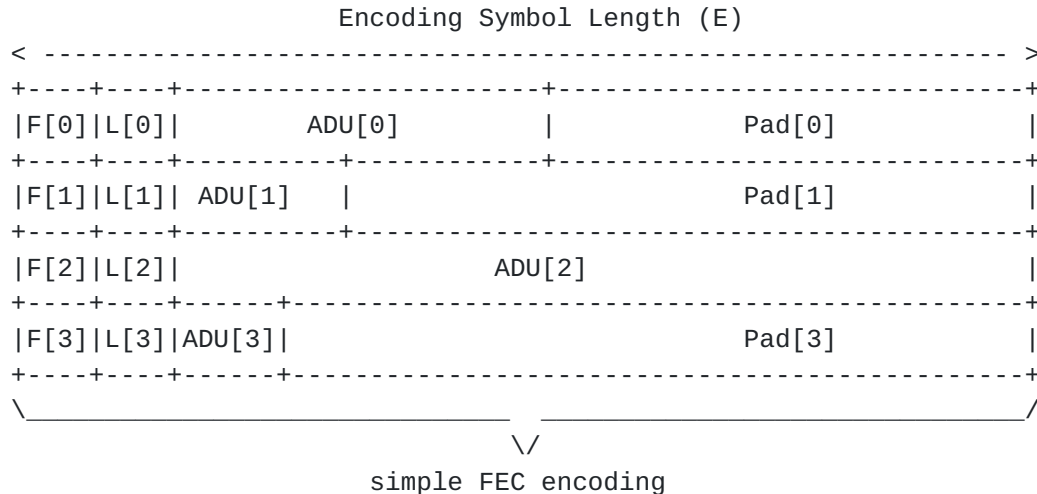 Encoding Symbol Length (E)
< -------------------------------------------------------------- >
+----+----+-----------------------+------------------------------+
|F[0]|L[0]|        ADU[0]         |            Pad[0]            |
+----+----+----------+------------+------------------------------+
|F[1]|L[1]| ADU[1]   |                         Pad[1]            |
+----+----+----------+-------------------------------------------+
|F[2]|L[2]|                    ADU[2]                            |
+----+----+------+-----------------------------------------------+
|F[3]|L[3]|ADU[3]|                             Pad[3]            |
+----+----+------+-----------------------------------------------+
\_______________________________  _______________________________/
                                \/
                       simple FEC encoding